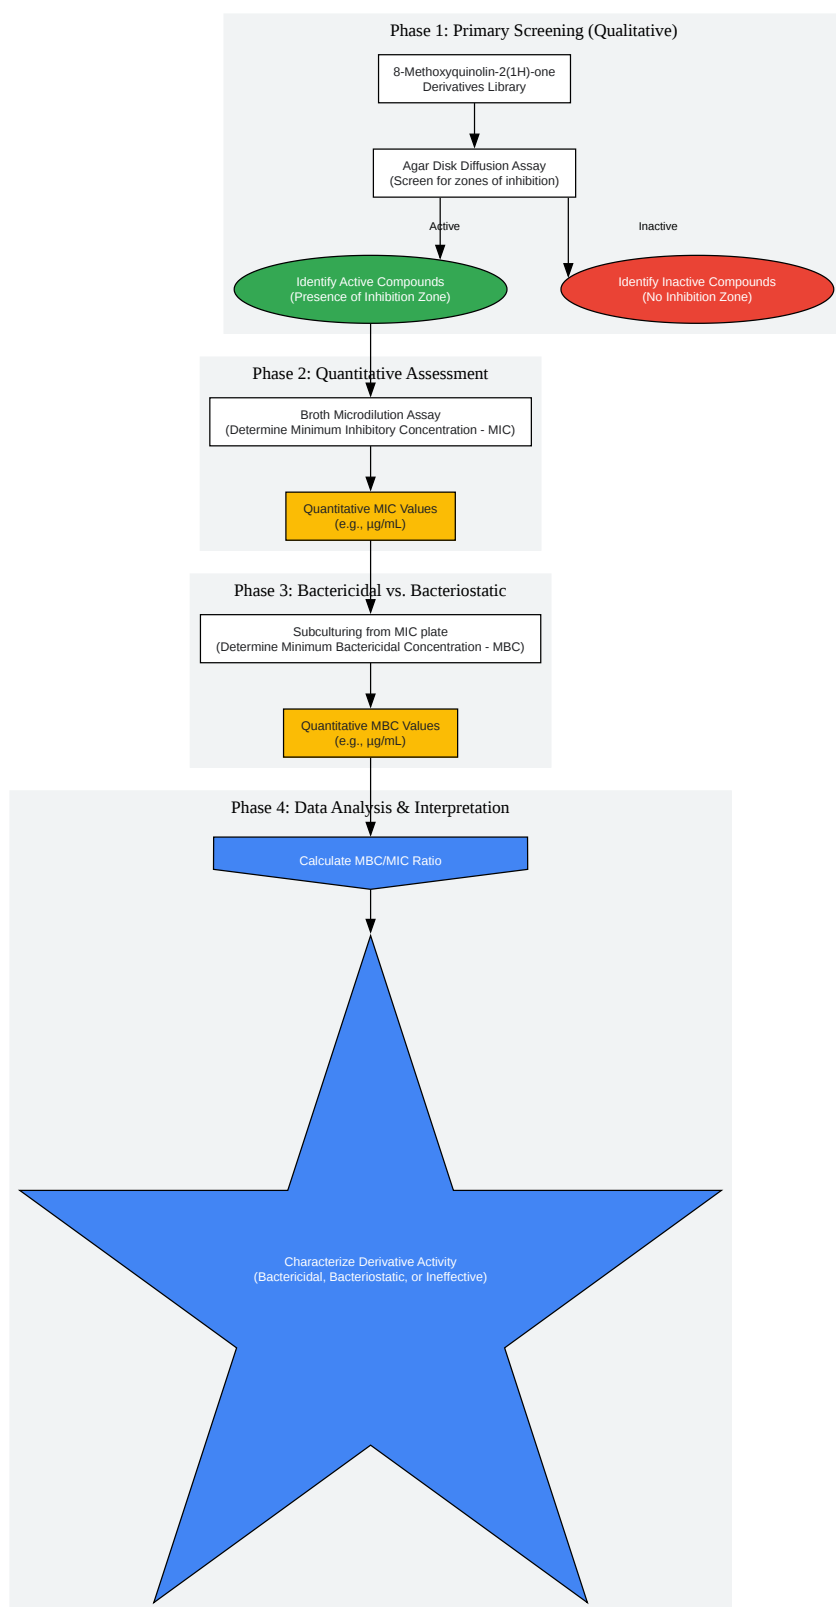 Phase 1: Primary Screening (Qualitative)
8-Methoxyquinolin-2(1H)-one
Derivatives Library
Agar Disk Diffusion Assay
(Screen for zones of inhibition)
Active
Inactive
Identify Active Compounds
(Presence of Inhibition Zone)
Identify Inactive Compounds
(No Inhibition Zone)
Phase 2: Quantitative Assessment
Broth Microdilution Assay
(Determine Minimum Inhibitory Concentration - MIC)
Quantitative MIC Values
(e.g., µg/mL)
Phase 3: Bactericidal vs. Bacteriostatic
Subculturing from MIC plate
(Determine Minimum Bactericidal Concentration - MBC)
Quantitative MBC Values
(e.g., µg/mL)
Phase 4: Data Analysis & Interpretation
Calculate MBC/MIC Ratio
Characterize Derivative Activity
(Bactericidal, Bacteriostatic, or Ineffective)